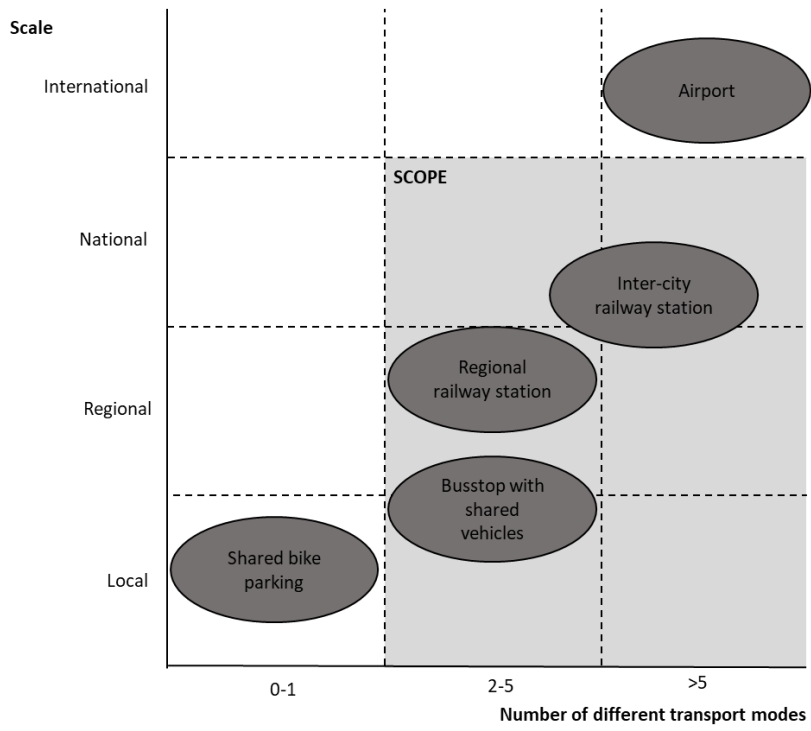 Scale
International
Airport
SCOPE
National
Inter-city
railway station
Regional
railway station
Regional
Busstop with
shared
vehicles
Shared bike
parking
Local
0-1
2-5
>5
Number of different transport modes